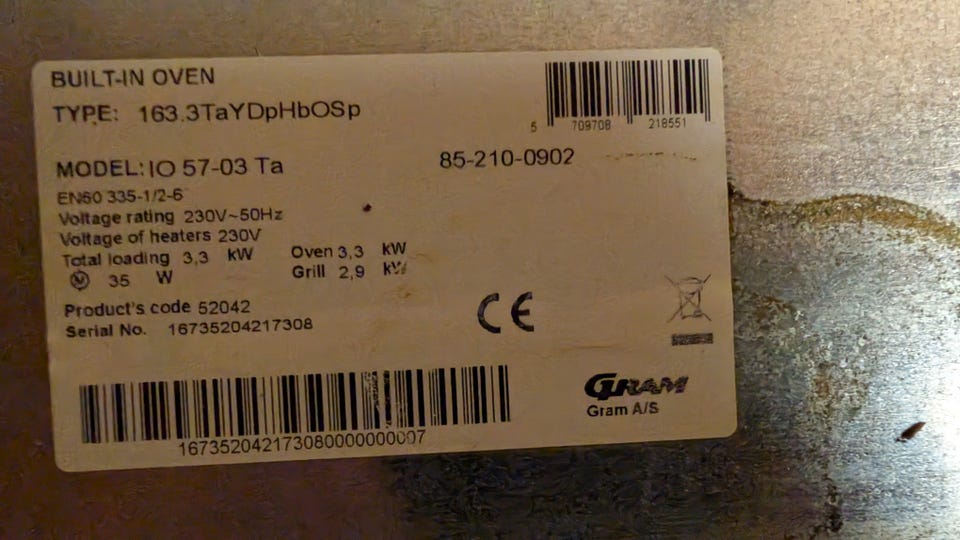 BUILT-IN OVEN
TYPE: 163.3TaYDpHbOSp
5 709708 218551
MODEL: IO 57-03 Ta
85-210-0902
EN60 335-1/2-6
Voltage rating 230V~50Hz
Voltage of heaters 230V
Total loading 3,3 kW Oven 3,3 kW
M 35 W Grill 2,9 kW
Product's code 52042
Serial No. 16735204217308
CE
1673520421730800000000007
GRAM
Gram A/S